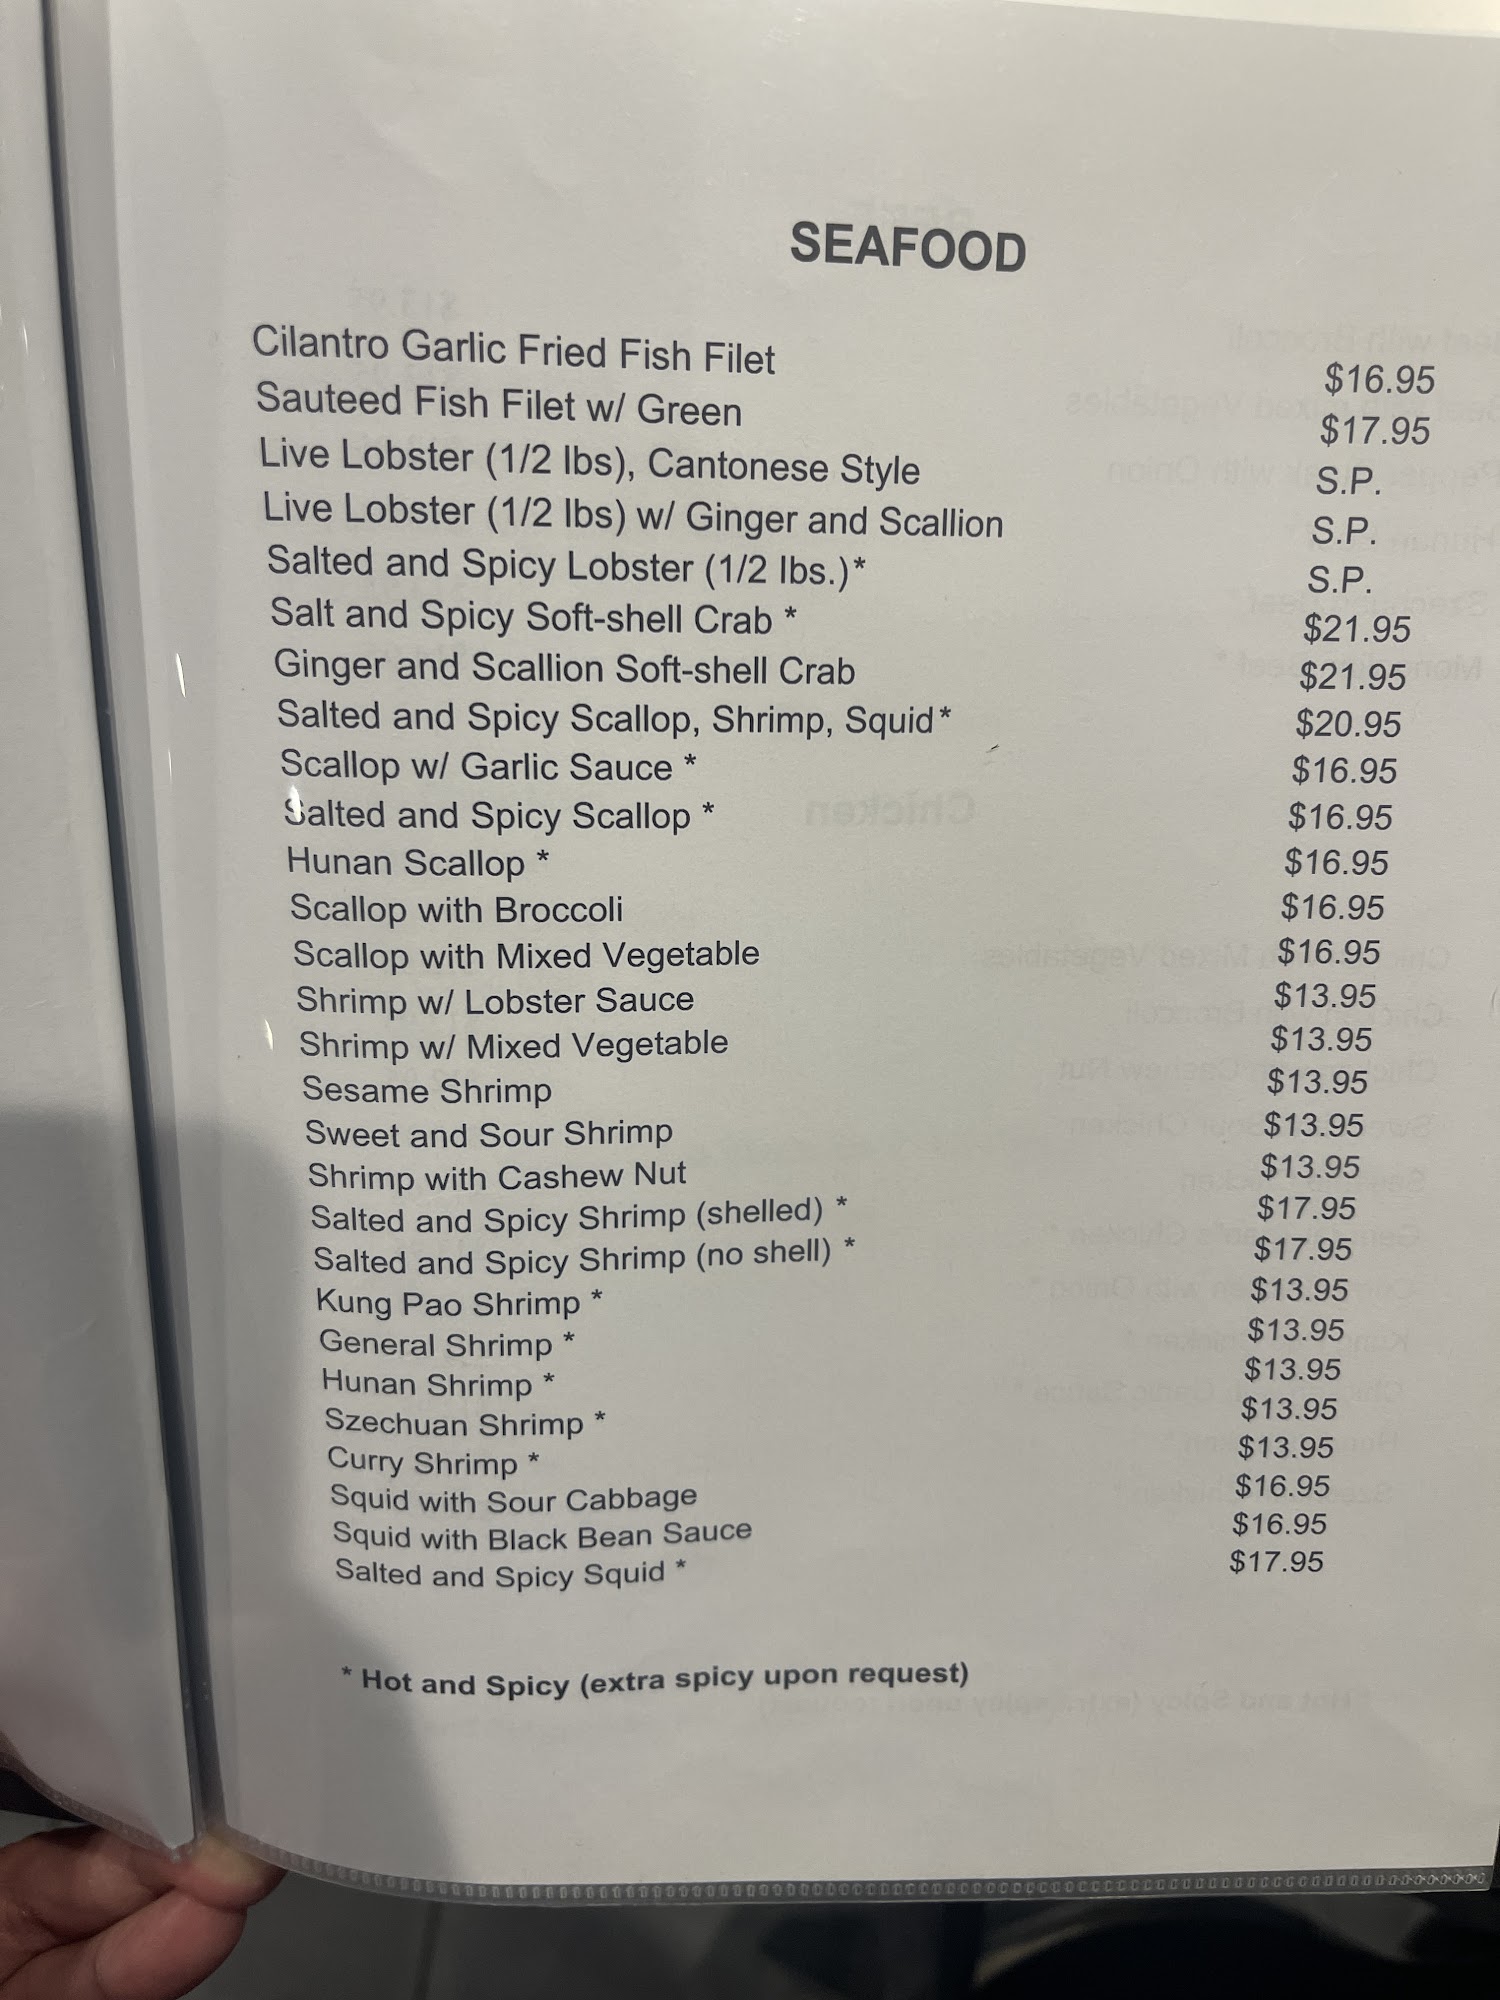 SEAFOOD
Cilantro Garlic Fried Fish Filet $16.95
Sauteed Fish Filet w/ Green $17.95
Live Lobster (1/2 lbs), Cantonese Style S.P.
Live Lobster (1/2 lbs) w/ Ginger and Scallion S.P.
Salted and Spicy Lobster (1/2 lbs.)* S.P.
Salt and Spicy Soft-shell Crab * $21.95
Ginger and Scallion Soft-shell Crab $21.95
Salted and Spicy Scallop, Shrimp, Squid* $20.95
Scallop w/ Garlic Sauce * $16.95
Salted and Spicy Scallop * $16.95
Hunan Scallop * $16.95
Scallop with Broccoli $16.95
Scallop with Mixed Vegetable $16.95
Shrimp w/ Lobster Sauce $13.95
Shrimp w/ Mixed Vegetable $13.95
Sesame Shrimp $13.95
Sweet and Sour Shrimp $13.95
Shrimp with Cashew Nut $13.95
Salted and Spicy Shrimp (shelled) * $17.95
Salted and Spicy Shrimp (no shell) * $17.95
Kung Pao Shrimp * $13.95
General Shrimp * $13.95
Hunan Shrimp * $13.95
Szechuan Shrimp * $13.95
Curry Shrimp * $13.95
Squid with Sour Cabbage $16.95
Squid with Black Bean Sauce $16.95
Salted and Spicy Squid * $17.95
* Hot and Spicy (extra spicy upon request)